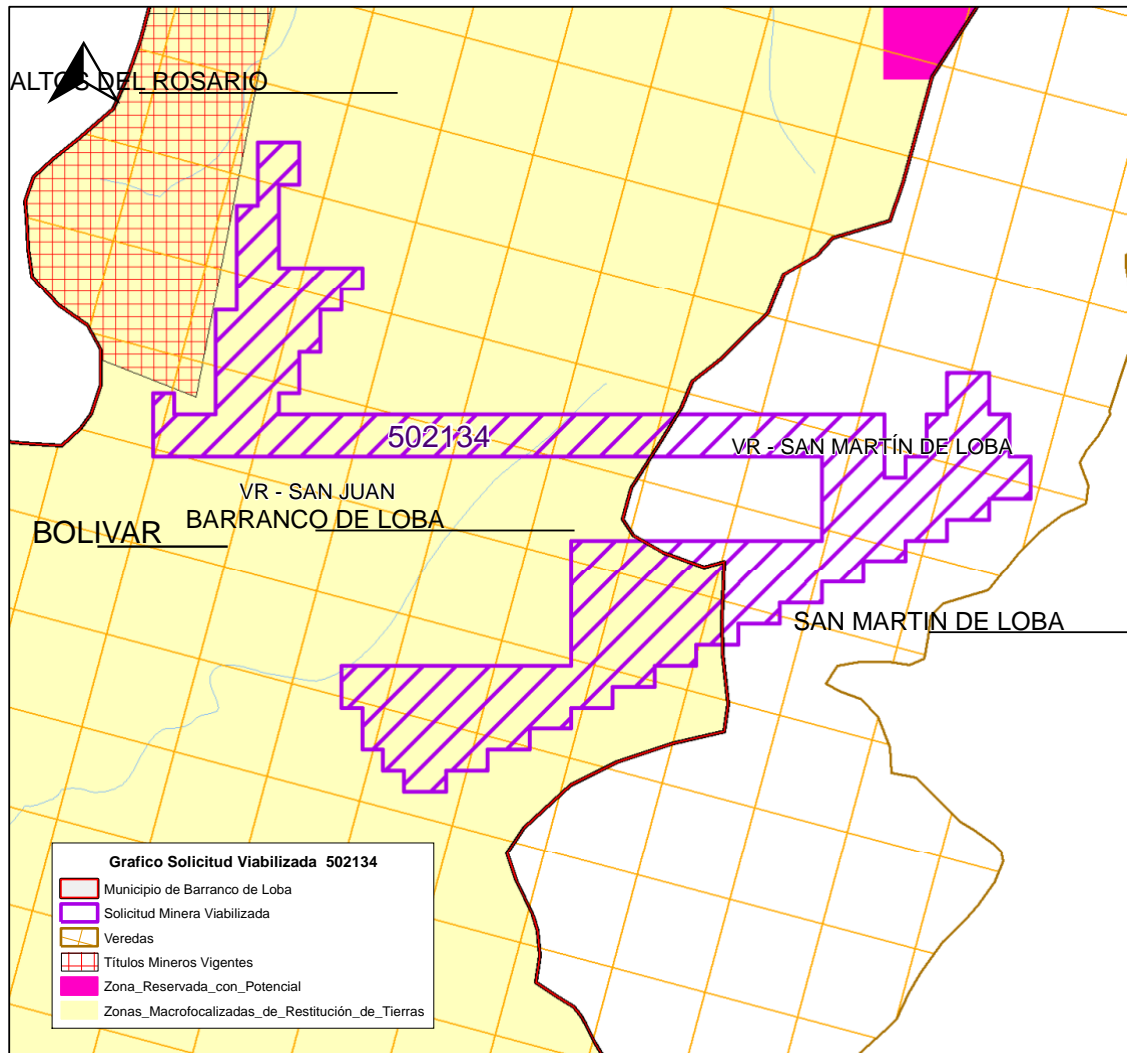 ALTOS DEL ROSARIO
502134
VR - SAN MARTÍN DE LOBA
VR - SAN JUAN
BARRANCO DE LOBA
BOLIVAR
SAN MARTIN DE LOBA
Grafico Solicitud Viabilizada 502134
Municipio de Barranco de Loba
Solicitud Minera Viabilizada
Veredas
Títulos Mineros Vigentes
Zona_Reservada_con_Potencial
Zonas_Macrofocalizadas_de_Restitución_de_Tierras